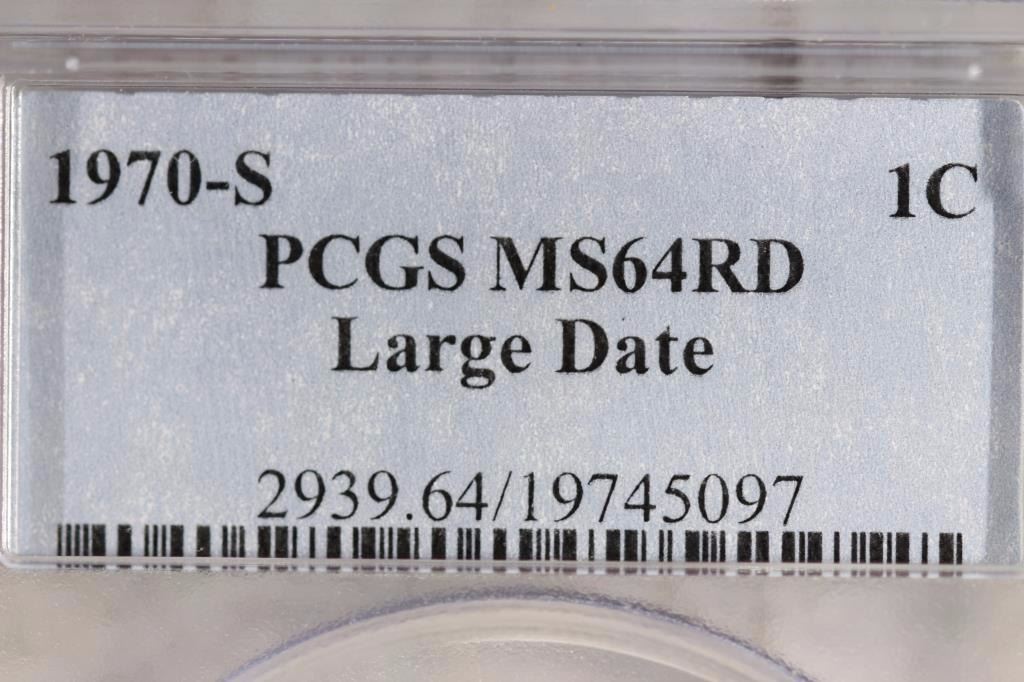 1970-S 1C
PCGS MS64RD
Large Date
2939.64/19745097